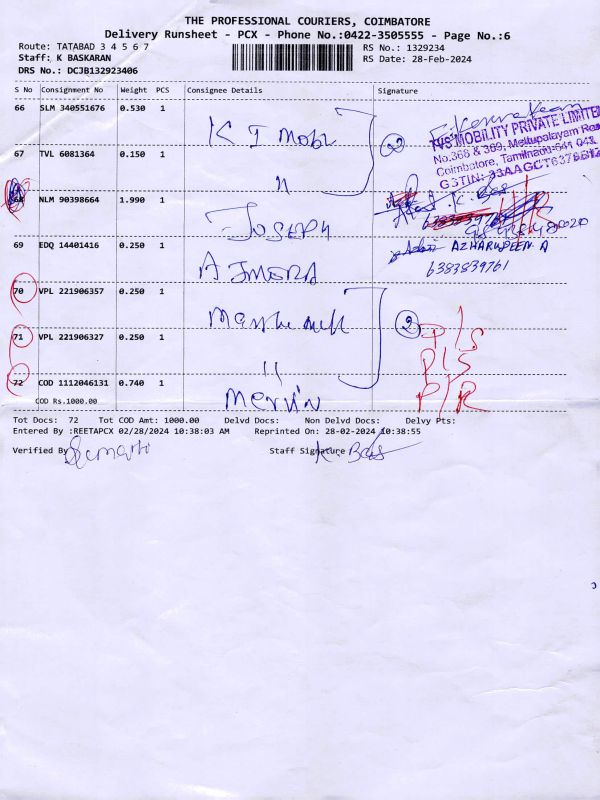 THE PROFESSIONAL COURIERS, COIMBATORE
Delivery Runsheet - PCX - Phone No.:0422-3505555 - Page No.:6
Route: TATABAD 3 4 5 6 7
RS No.: 1329234
Staff: K BASKARAN
RS Date: 28-Feb-2024
DRS No.: DCJB132923406
S No Consignment No Weight PCS Consignee Details Signature
66 SLM 340551676 0.530 1
TVS MOBILITY PRIVATE LIMITED
No.368 & 369, Mettupalayam Road
Coimbatore, Tamilnadu-641 043
67 TVL 6081364 0.150 1 11
NLM 90398664 1.990 1 JOSEPH
69 EDQ 14401416 0.250 1
AZHARUDEEN A
6383839761
70 VPL 221906357 0.250 1
2
D/S
71 VPL 221906327 0.250 1 11
D/S
72 COD 1112046131 0.740 1 Mervin
D/R
COD Rs.1000.00
Tot Docs: 72 Tot COD Amt: 1000.00 Delvd Docs: Non Delvd Docs: Delvy Pts:
Entered By :REETAPCX 02/28/2024 10:38:03 AM Reprinted On: 28-02-2024 10:38:55
Verified By Staff Signature K. Bas